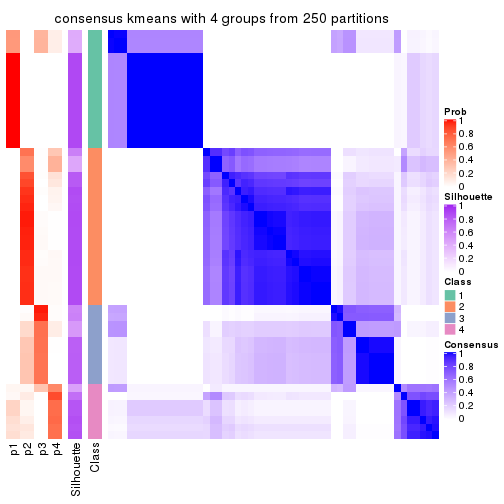 consensus kmeans with 4 groups from 250 partitions
Prob
1
0.8
0.6
0.4
0.2
0
Silhouette
1
0.8
0.6
0.4
0.2
0
Class
1
2
3
4
Consensus
1
0.8
0.6
0.4
0.2
0
p1
p2
p3
p4
Silhouette
Class